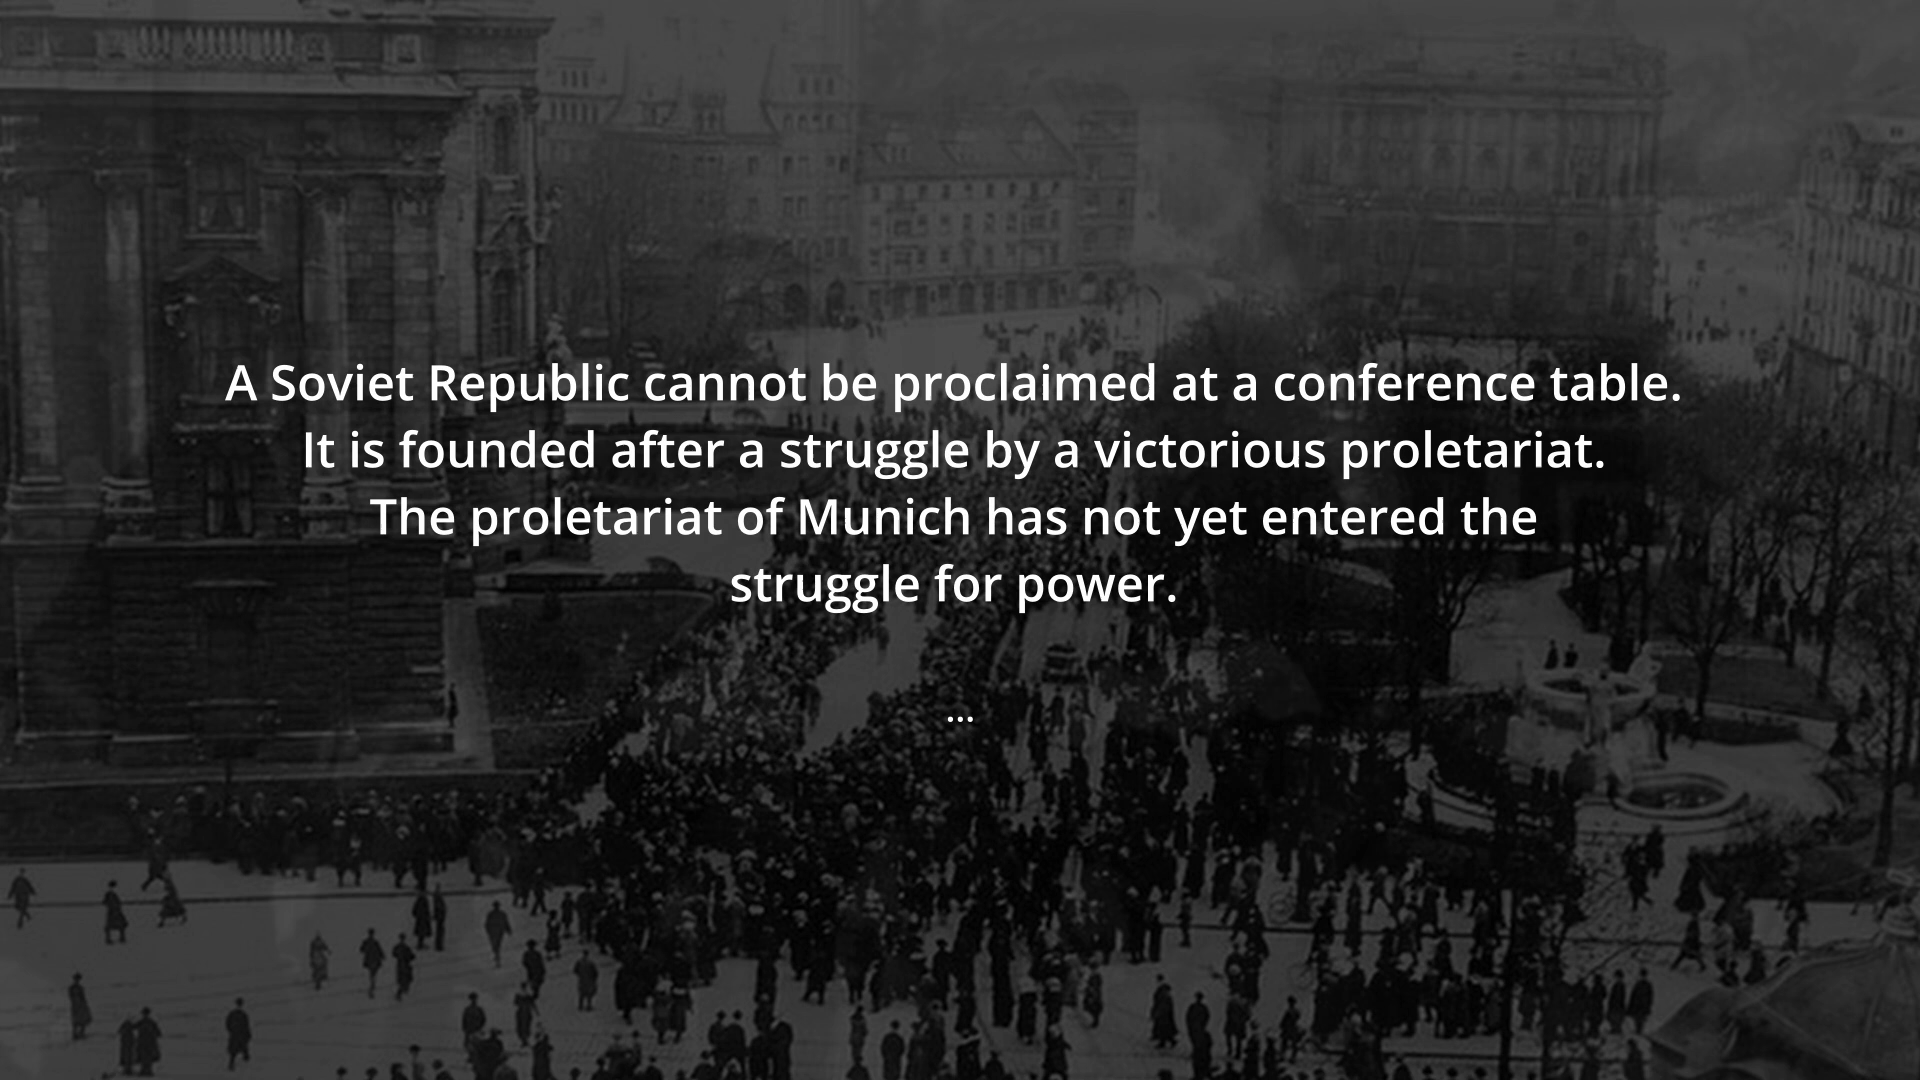 A Soviet Republic cannot be proclaimed at a conference table.
It is founded after a struggle by a victorious proletariat.
The proletariat of Munich has not yet entered the
struggle for power.
...